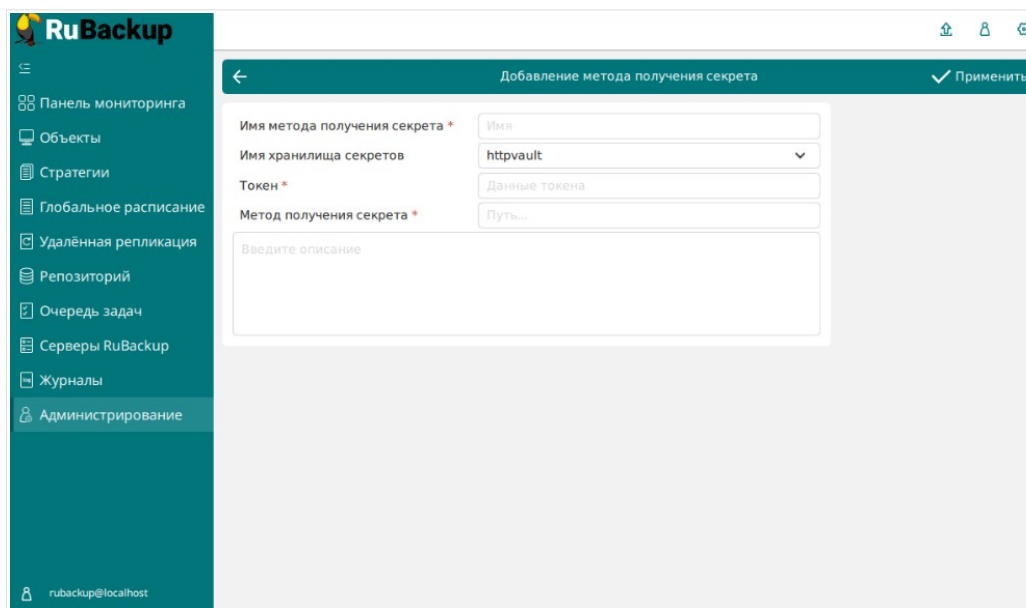 RuBackup
Панель мониторинга
Объекты
Стратегии
Глобальное расписание
Удалённая репликация
Репозиторий
Очередь задач
Серверы RuBackup
Журналы
Администрирование
rubackup@localhost
Добавление метода получения секрета
Применить
Имя метода получения секрета *
Имя
Имя хранилища секретов
httpvault
Токен *
Данные токена
Метод получения секрета *
Путь...
Введите описание